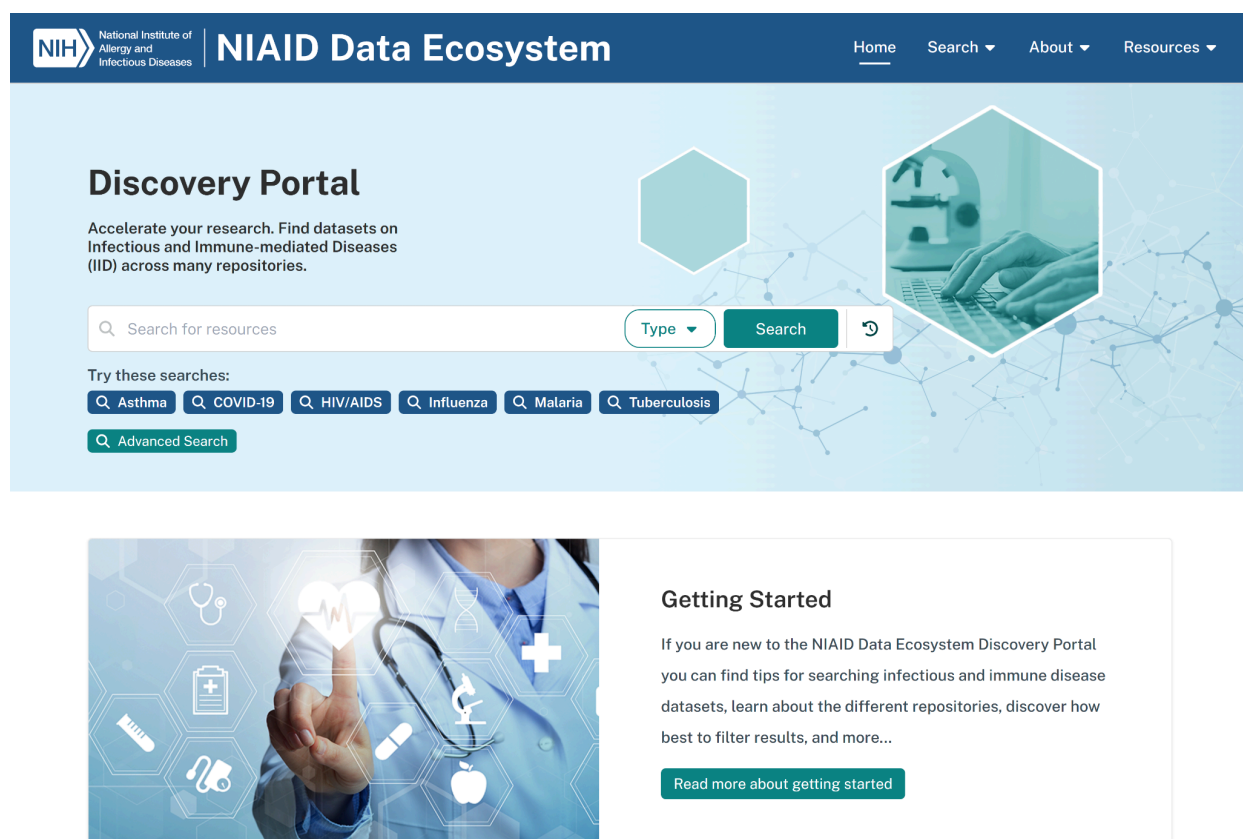 NIH
National Institute of
Allergy and
Infectious Diseases
NIAID Data Ecosystem
Home
Search
About
Resources
Discovery Portal
Accelerate your research. Find datasets on
Infectious and Immune-mediated Diseases
(IID) across many repositories.
Search for resources
Type
Search
Try these searches:
Asthma
COVID-19
HIV/AIDS
Influenza
Malaria
Tuberculosis
Advanced Search
Getting Started
If you are new to the NIAID Data Ecosystem Discovery Portal
you can find tips for searching infectious and immune disease
datasets, learn about the different repositories, discover how
best to filter results, and more...
Read more about getting started